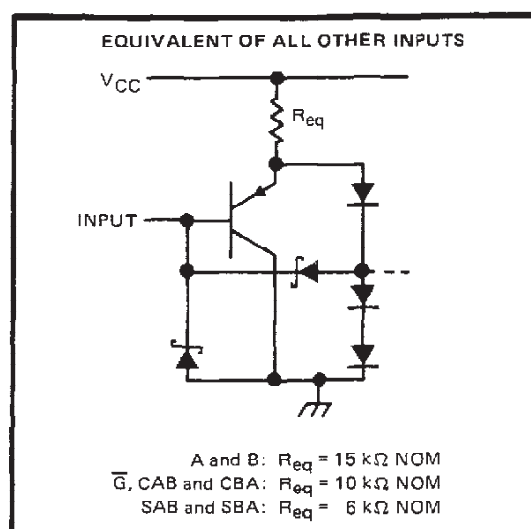 EQUIVALENT OF ALL OTHER INPUTS
VCC
Req
INPUT
A and B: Req = 15 kΩ NOM
G̅, CAB and CBA: Req = 10 kΩ NOM
SAB and SBA: Req = 6 kΩ NOM